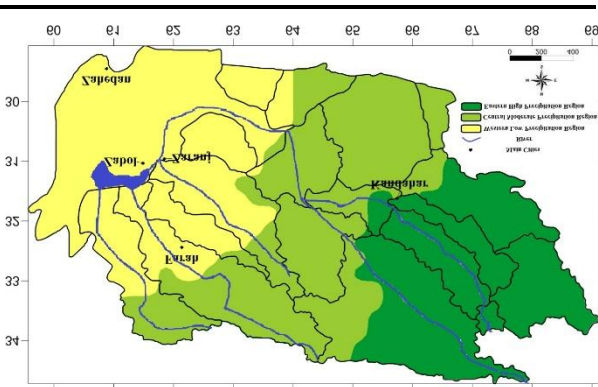 60 61 62 63 64 65 66 67 68 69
0 200 400
Zahedan
30
Eastern High Precipitation Region
Central Moderate Precipitation Region
Western Low Precipitation Region
River
Main Cities
31
Zabol
Zaranj
Kandahar
32
Farah
33
34